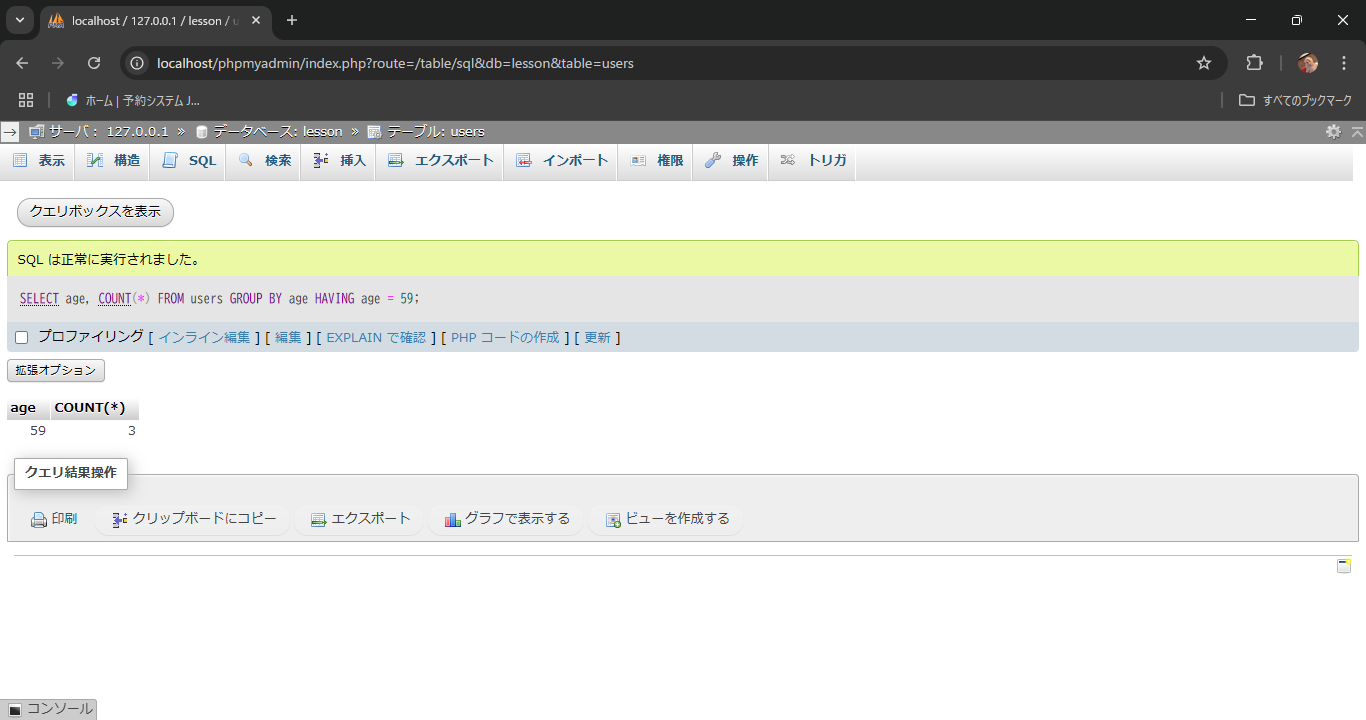 localhost / 127.0.0.1 / lesson / u
localhost/phpmyadmin/index.php?route=/table/sql&db=lesson&table=users
ホーム | 予約システム J...
すべてのブックマーク
サーバ: 127.0.0.1 » データベース: lesson » テーブル: users
表示 構造 SQL 検索 挿入 エクスポート インポート 権限 操作 トリガ
クエリボックスを表示
SQL は正常に実行されました。
SELECT age, COUNT(*) FROM users GROUP BY age HAVING age = 59;
プロファイリング [ インライン編集 ] [ 編集 ] [ EXPLAIN で確認 ] [ PHP コードの作成 ] [ 更新 ]
拡張オプション
age COUNT(*)
59 3
クエリ結果操作
印刷 クリップボードにコピー エクスポート グラフで表示する ビューを作成する
コンソール